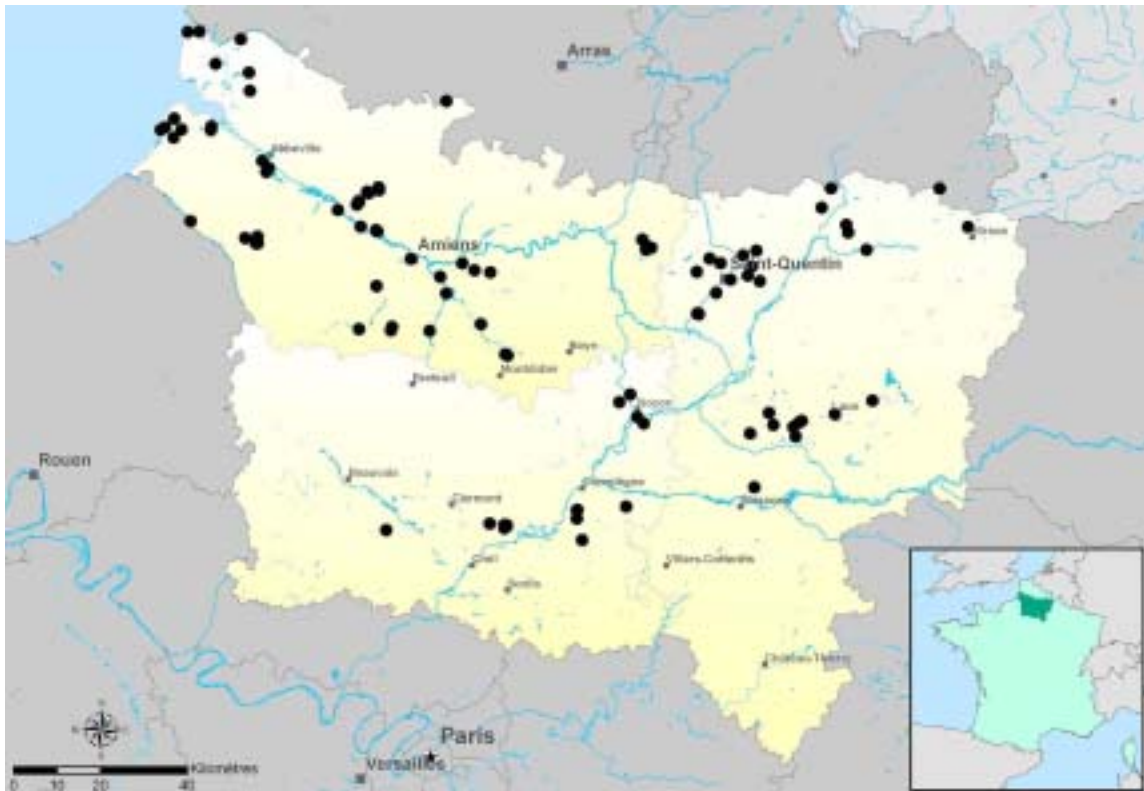 Arras
Abbeville
Amiens
Saint-Quentin
Roye
Montdidier
Breteuil
Noyon
Laon
Rouen
Beauvais
Clermont
Compiègne
Soissons
Creil
Senlis
Villers-Cotterêts
Château-Thierry
Paris
Versailles
Kilomètres
0 10 20 40